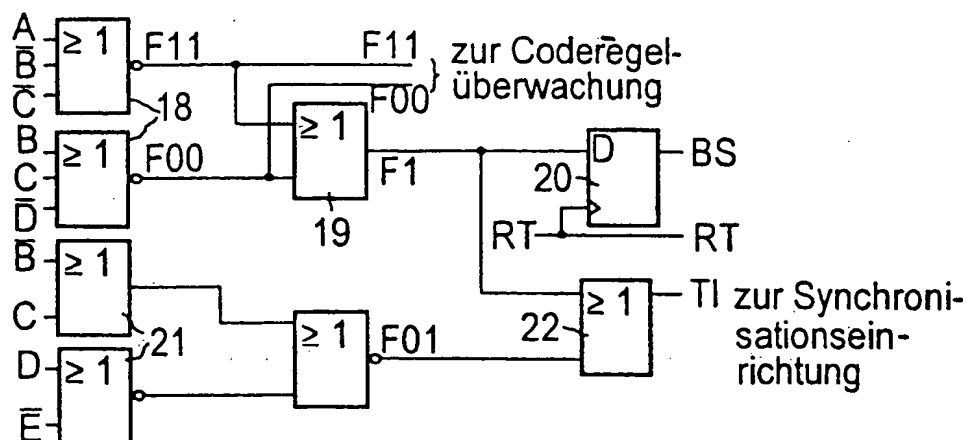 A
B̅
C̅
≥ 1
F11
F11
zur Coderegel-
überwachung
F00
18
B
C
D̅
≥ 1
F00
≥ 1
19
F1
D
20
BS
RT
RT
B̅
C
≥ 1
21
D
E̅
≥ 1
≥ 1
F01
22
≥ 1
TI
zur Synchroni-
sationsein-
richtung